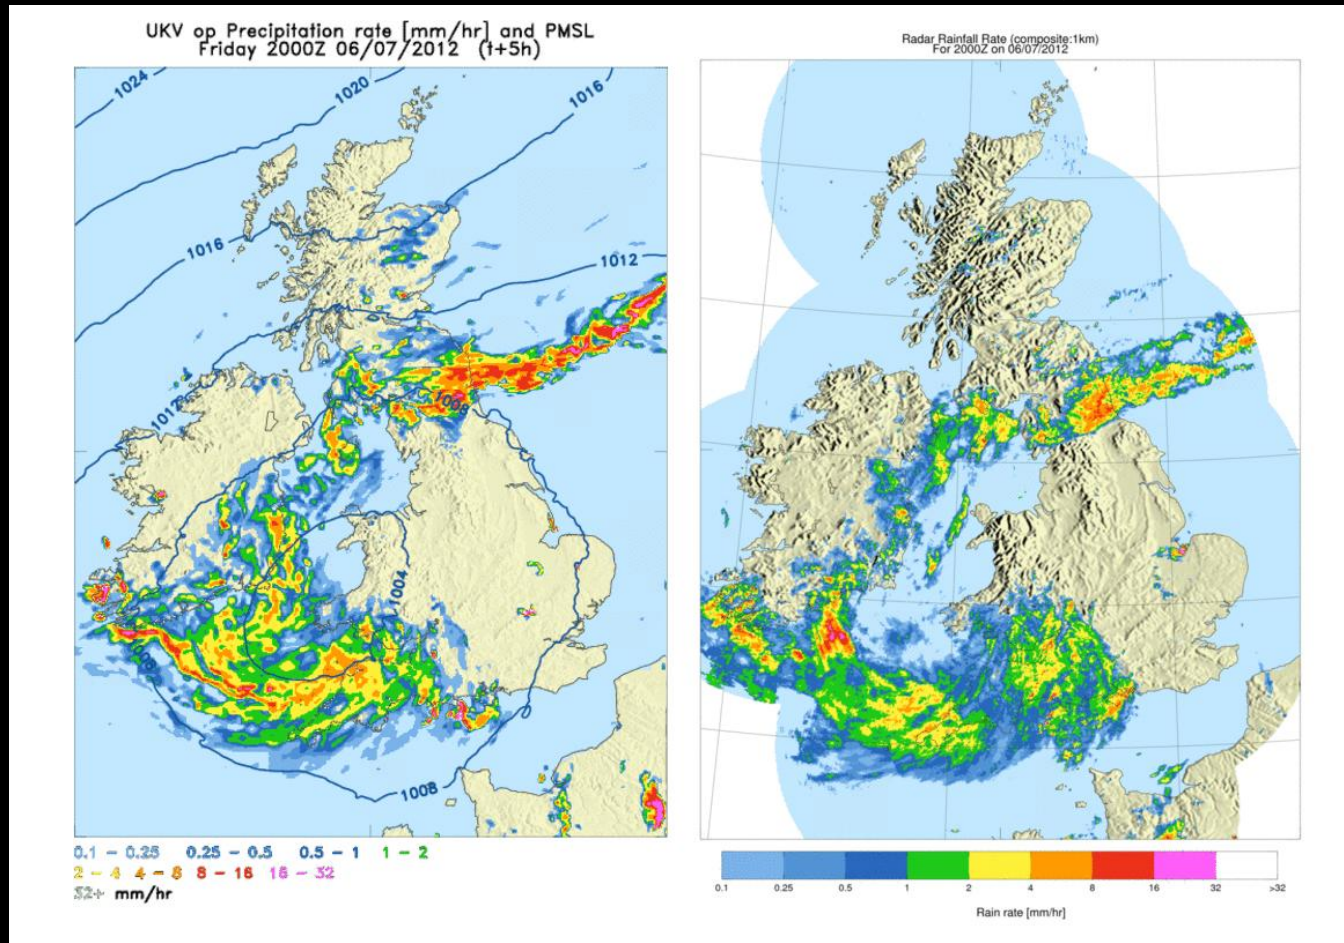 UKV op Precipitation rate [mm/hr] and PMSL
Friday 2000Z 06/07/2012 (t+5h)
1024
1020
1016
1016
1012
1012
1008
1004
1008
1008
0.1 - 0.25 0.25 - 0.5 0.5 - 1 1 - 2
2 - 4 4 - 8 8 - 16 16 - 32
32+ mm/hr
Radar Rainfall Rate (composite:1km)
For 2000Z on 06/07/2012
0.1 0.25 0.5 1 2 4 8 16 32 >32
Rain rate [mm/hr]